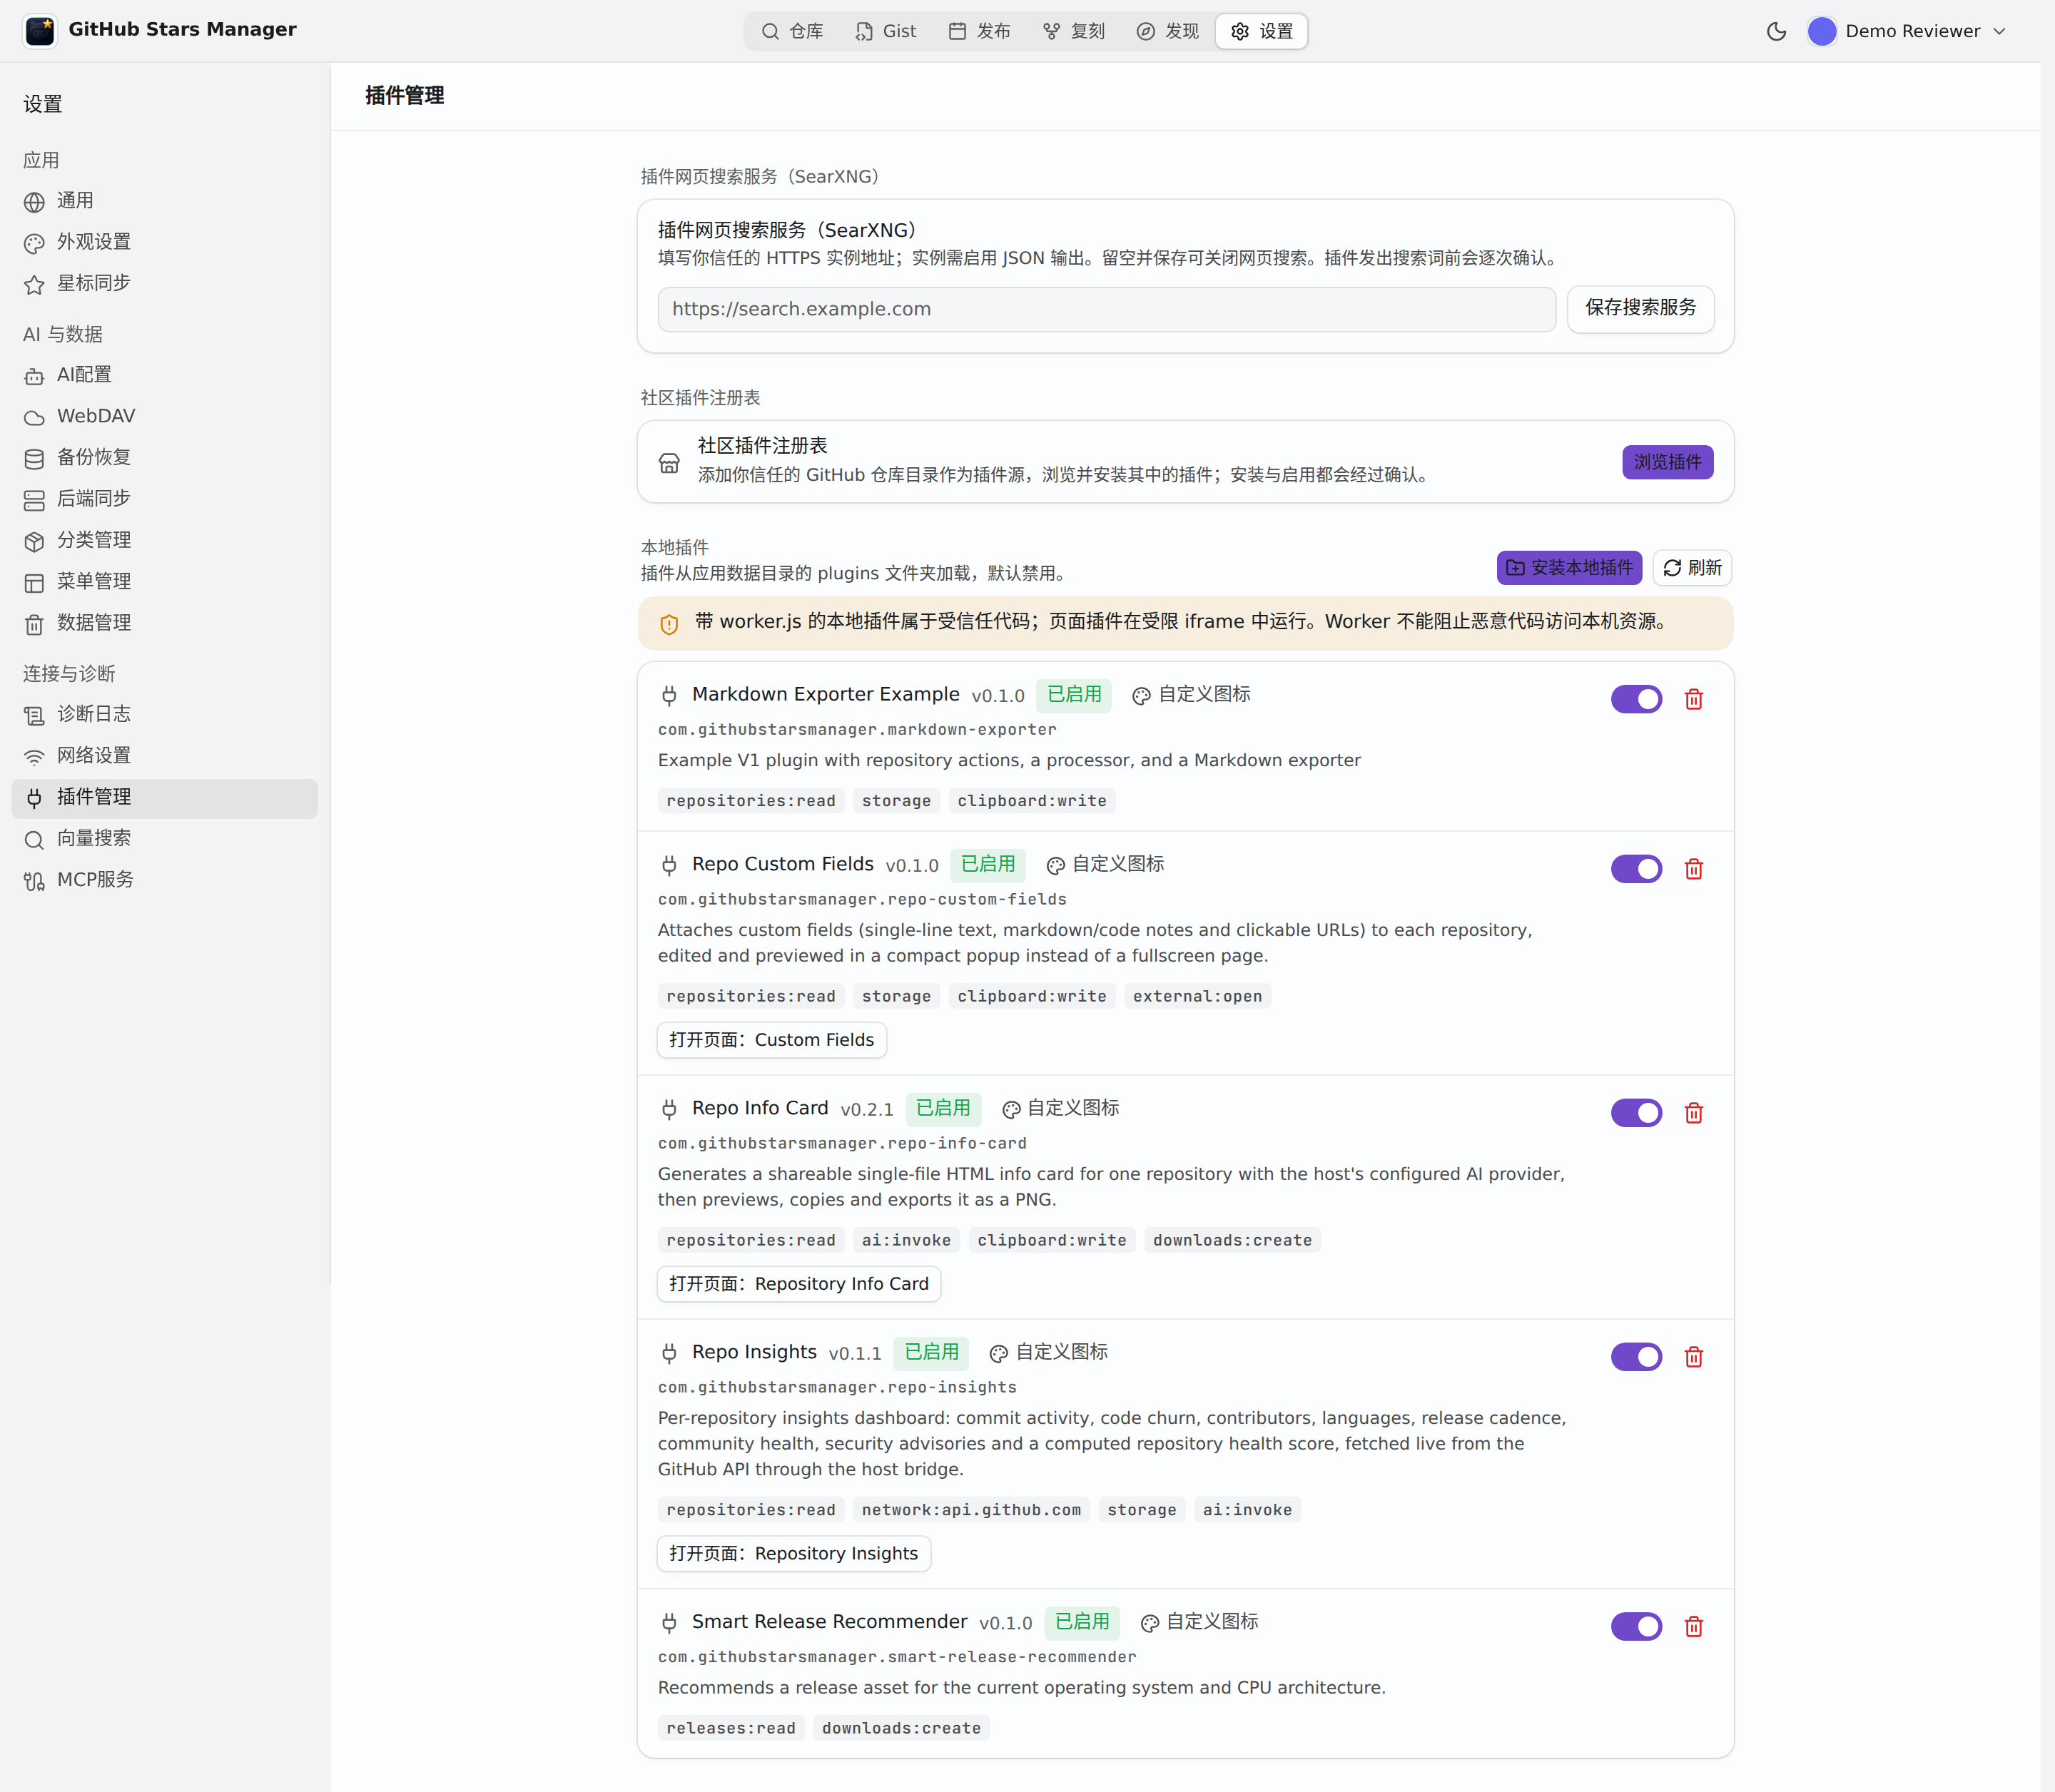 GitHub Stars Manager
仓库
Gist
发布
复刻
发现
设置
Demo Reviewer
设置
应用
通用
外观设置
星标同步
AI 与数据
AI配置
WebDAV
备份恢复
后端同步
分类管理
菜单管理
数据管理
连接与诊断
诊断日志
网络设置
插件管理
向量搜索
MCP服务
插件管理
插件网页搜索服务（SearXNG）
插件网页搜索服务（SearXNG）
填写你信任的 HTTPS 实例地址；实例需启用 JSON 输出。留空并保存可关闭网页搜索。插件发出搜索词前会逐次确认。
https://search.example.com
保存搜索服务
社区插件注册表
社区插件注册表
添加你信任的 GitHub 仓库目录作为插件源，浏览并安装其中的插件；安装与启用都会经过确认。
浏览插件
本地插件
插件从应用数据目录的 plugins 文件夹加载，默认禁用。
安装本地插件
刷新
带 worker.js 的本地插件属于受信任代码；页面插件在受限 iframe 中运行。Worker 不能阻止恶意代码访问本机资源。
Markdown Exporter Example v0.1.0 已启用 自定义图标
com.githubstarsmanager.markdown-exporter
Example V1 plugin with repository actions, a processor, and a Markdown exporter
repositories:read storage clipboard:write
Repo Custom Fields v0.1.0 已启用 自定义图标
com.githubstarsmanager.repo-custom-fields
Attaches custom fields (single-line text, markdown/code notes and clickable URLs) to each repository,
edited and previewed in a compact popup instead of a fullscreen page.
repositories:read storage clipboard:write external:open
打开页面：Custom Fields
Repo Info Card v0.2.1 已启用 自定义图标
com.githubstarsmanager.repo-info-card
Generates a shareable single-file HTML info card for one repository with the host's configured AI provider,
then previews, copies and exports it as a PNG.
repositories:read ai:invoke clipboard:write downloads:create
打开页面：Repository Info Card
Repo Insights v0.1.1 已启用 自定义图标
com.githubstarsmanager.repo-insights
Per-repository insights dashboard: commit activity, code churn, contributors, languages, release cadence,
community health, security advisories and a computed repository health score, fetched live from the
GitHub API through the host bridge.
repositories:read network:api.github.com storage ai:invoke
打开页面：Repository Insights
Smart Release Recommender v0.1.0 已启用 自定义图标
com.githubstarsmanager.smart-release-recommender
Recommends a release asset for the current operating system and CPU architecture.
releases:read downloads:create